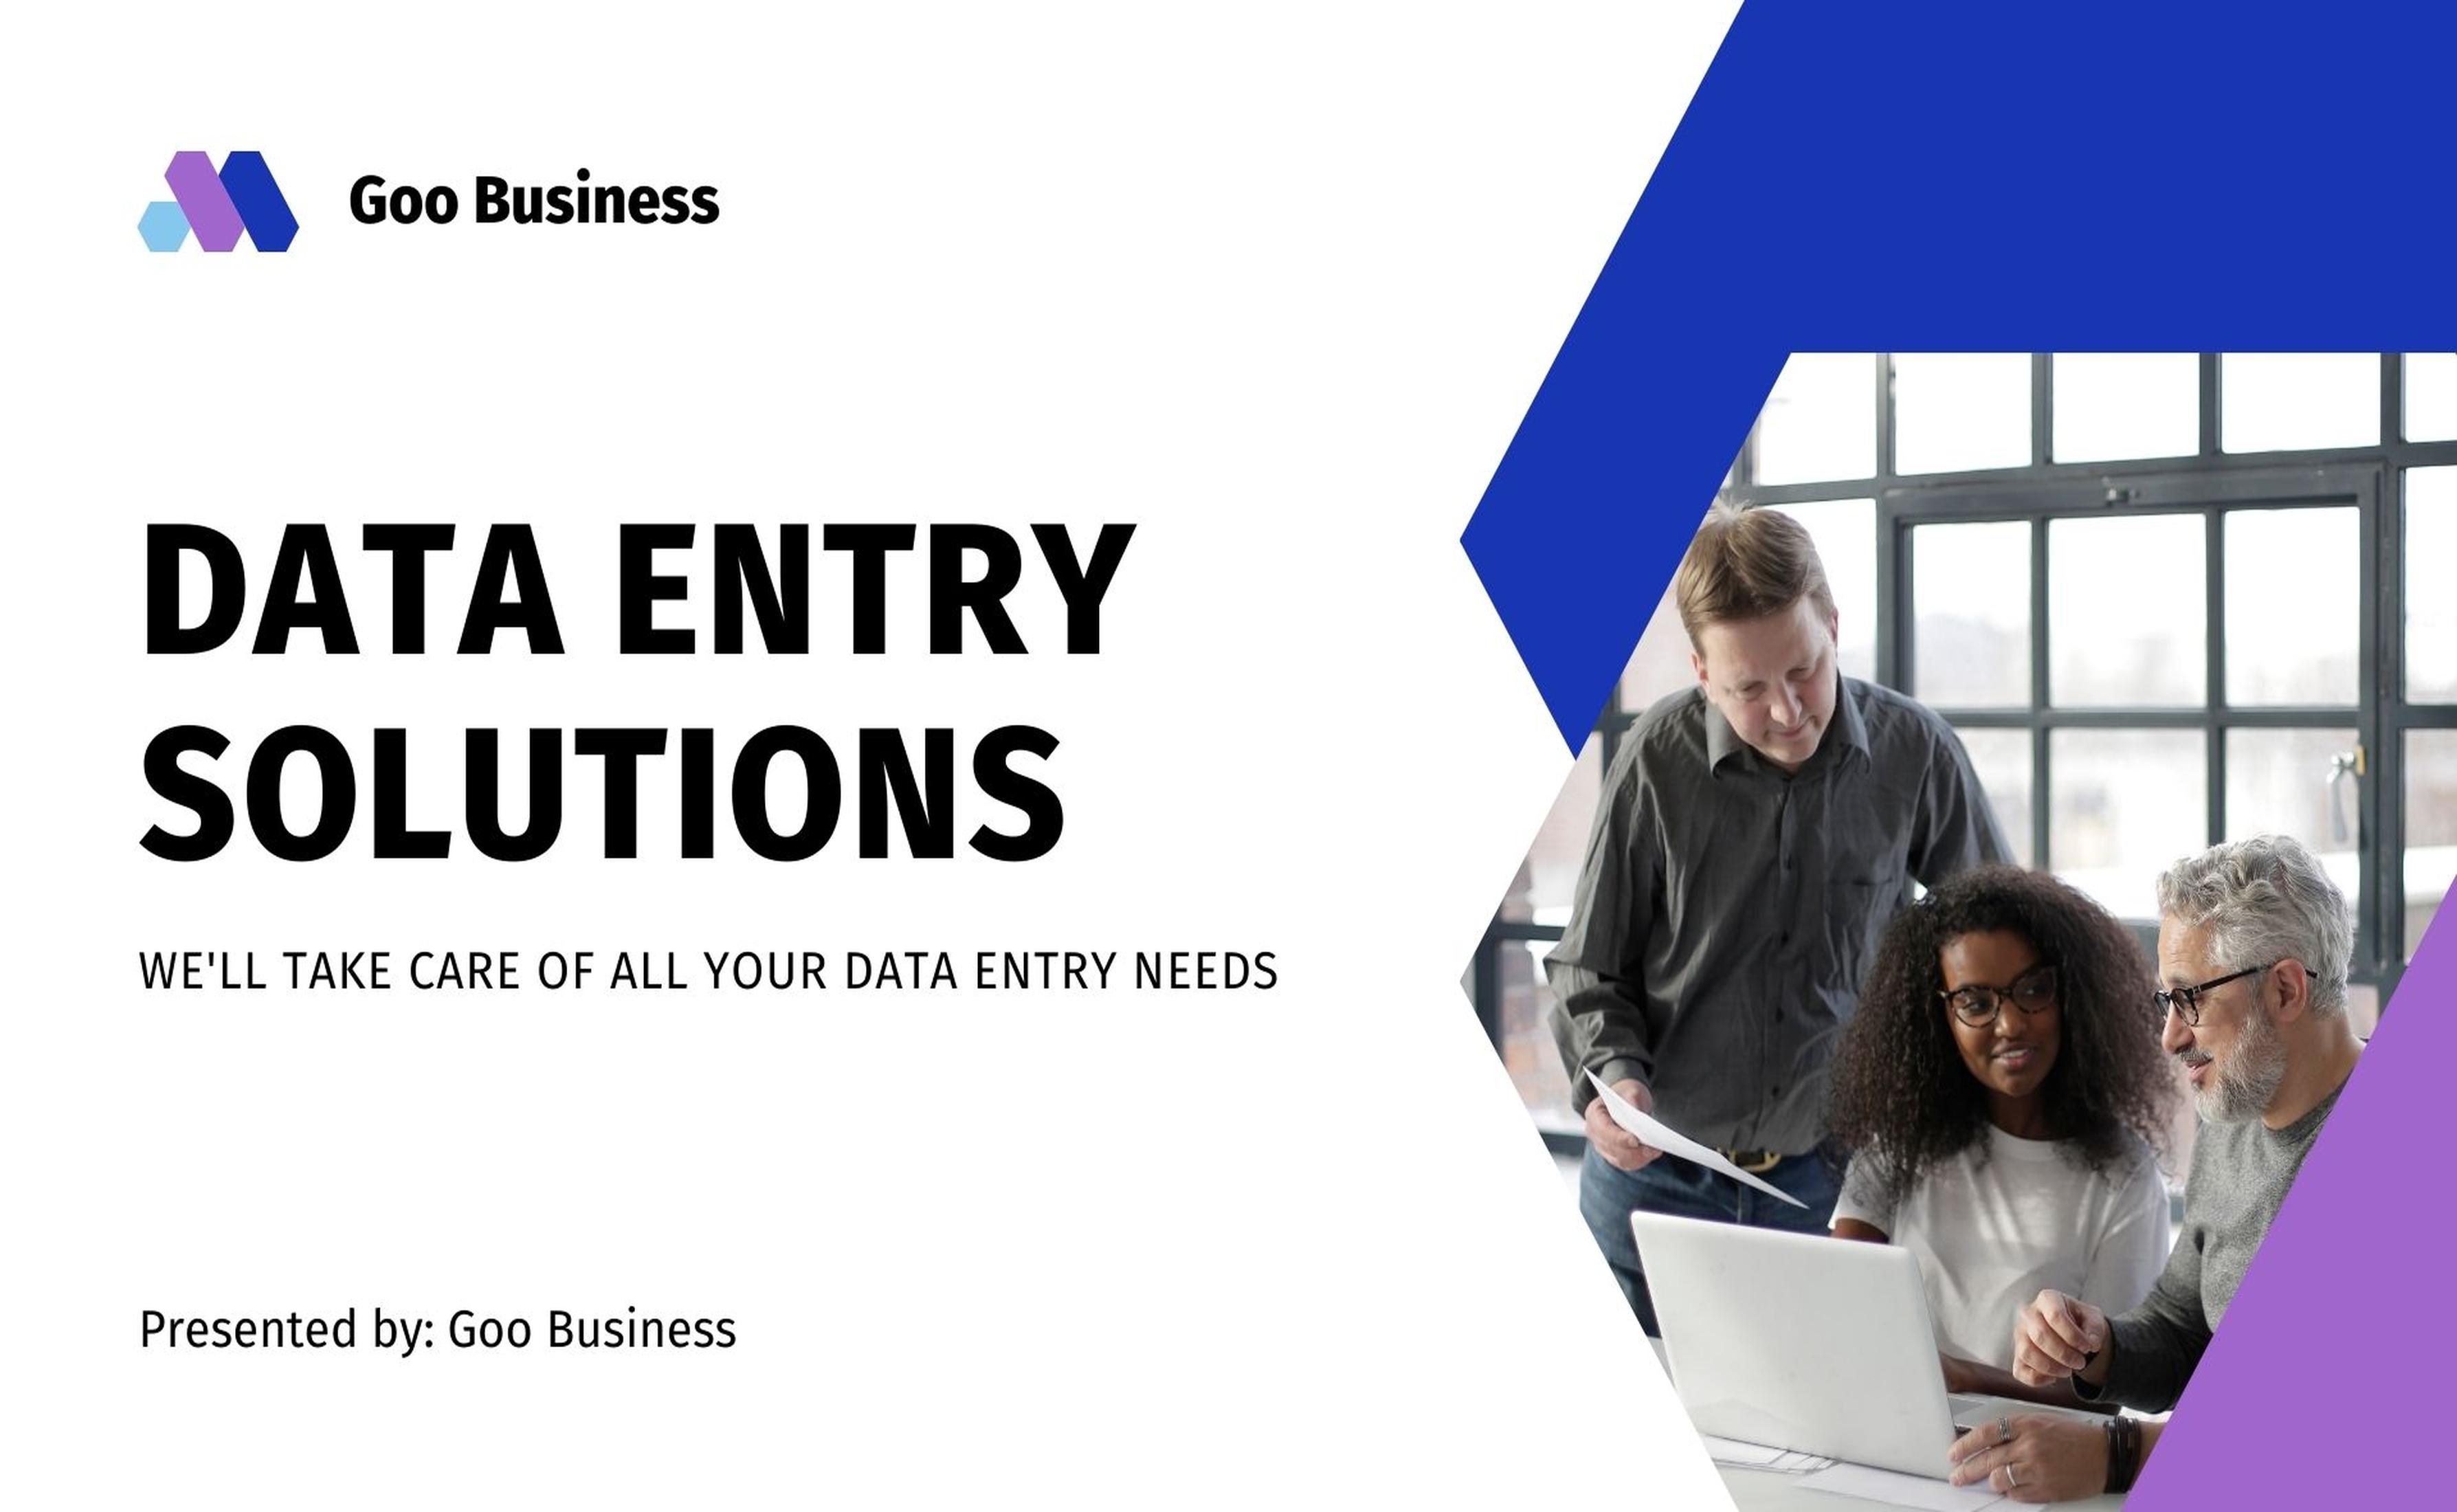 Goo Business
DATA ENTRY
SOLUTIONS
WE'LL TAKE CARE OF ALL YOUR DATA ENTRY NEEDS
Presented by: Goo Business